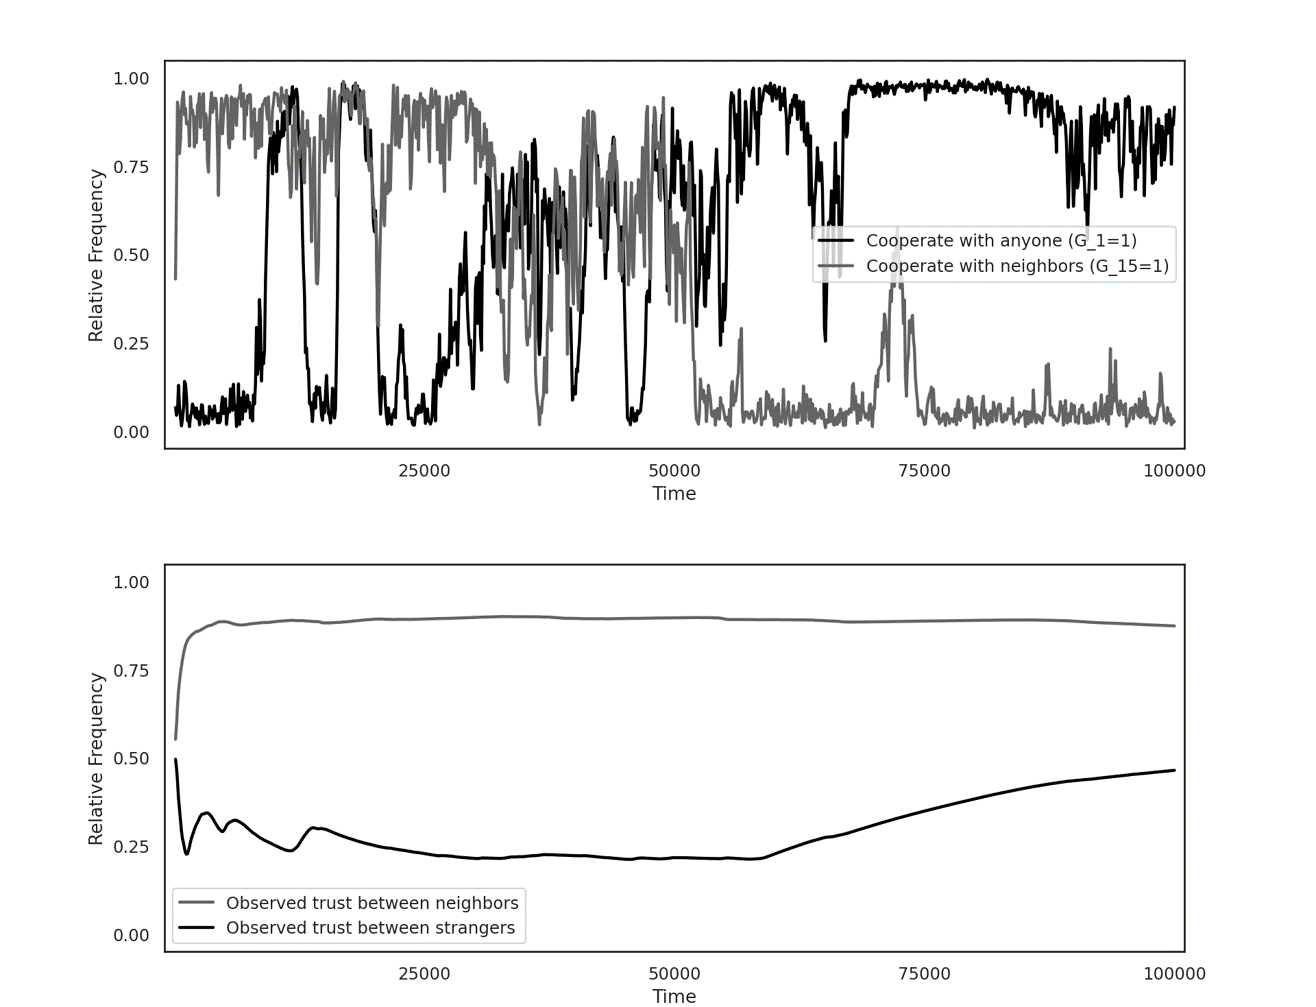 1.00
0.75
0.50
0.25
0.00
Relative Frequency
Cooperate with anyone (G_1=1)
Cooperate with neighbors (G_15=1)
25000 50000 75000 100000
Time
1.00
0.75
0.50
0.25
0.00
Relative Frequency
Observed trust between neighbors
Observed trust between strangers
25000 50000 75000 100000
Time